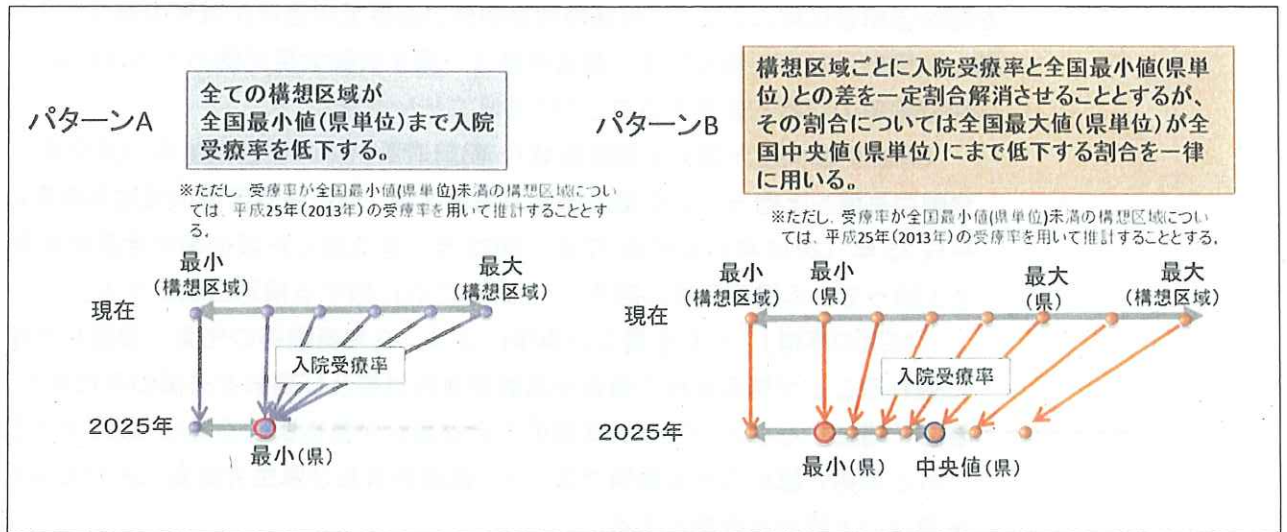 パターンA
全ての構想区域が
全国最小値(県単位)まで入院
受療率を低下する。
※ただし、受療率が全国最小値(県単位)未満の構想区域につい
ては、平成25年(2013年)の受療率を用いて推計することとす
る。
最小
(構想区域)
最大
(構想区域)
現在
入院受療率
2025年
最小(県)
パターンB
構想区域ごとに入院受療率と全国最小値(県単
位)との差を一定割合解消させることとするが、
その割合については全国最大値(県単位)が全
国中央値(県単位)にまで低下する割合を一律
に用いる。
※ただし、受療率が全国最小値(県単位)未満の構想区域につい
ては、平成25年(2013年)の受療率を用いて推計することとする。
最小
(構想区域)
最小
(県)
最大
(県)
最大
(構想区域)
現在
入院受療率
2025年
最小(県)
中央値(県)